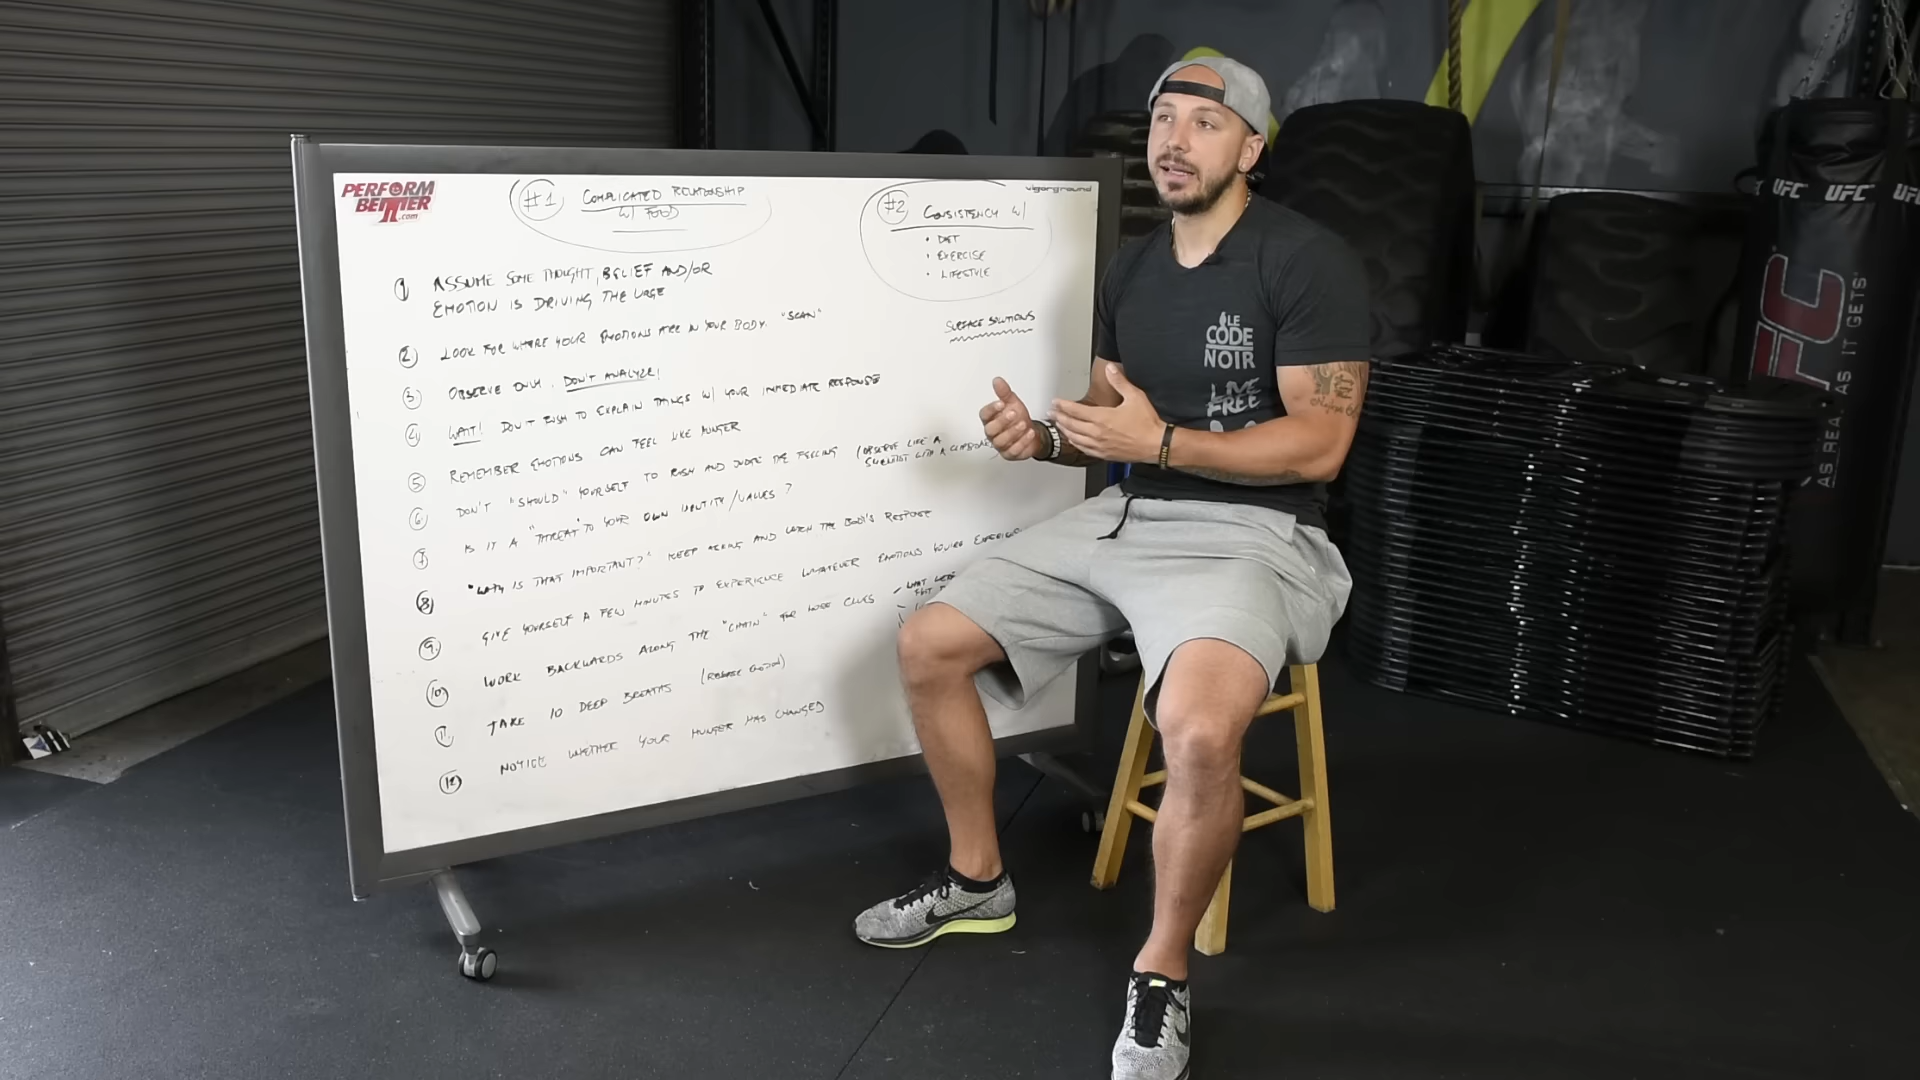 PERFORM
BETTER
.com
#1 COMPLICATED RELATIONSHIP
W/ FOOD
#2 CONSISTENCY W/
• DIET
• EXERCISE
• LIFESTYLE
SURFACE SOLUTIONS
vigorground
1 ASSUME SOME THOUGHT, BELIEF AND/OR
EMOTION IS DRIVING THE URGE
2. LOOK FOR WHERE YOUR EMOTIONS ARE IN YOUR BODY. "SCAN"
3. OBSERVE ONLY. DON'T ANALYZE!
4. WAIT! DON'T RUSH TO EXPLAIN THINGS W/ YOUR IMMEDIATE RESPONSE
5. REMEMBER EMOTIONS CAN FEEL LIKE HUNGER
6. DON'T "SHOULD" YOURSELF TO RUSH AND JUDGE THE FEELING (OBSERVE LIKE A
SCIENTIST WITH A
7. IS IT A "THREAT" TO YOUR OWN IDENTITY/VALUES?
8. "WHY IS THAT IMPORTANT?" KEEP ASKING AND WATCH THE BODY'S RESPONSE
9. GIVE YOURSELF A FEW MINUTES TO EXPERIENCE WHATEVER EMOTIONS YOU'RE
10. WORK BACKWARDS ALONG THE "CHAIN" FOR MORE CLUES
11. TAKE 10 DEEP BREATHS (RELEASE EMOTION)
12. NOTICE WHETHER YOUR HUNGER HAS CHANGED
LE
CODE
NOIR
LIVE
FREE
UFC UFC
AS REAL AS IT GETS